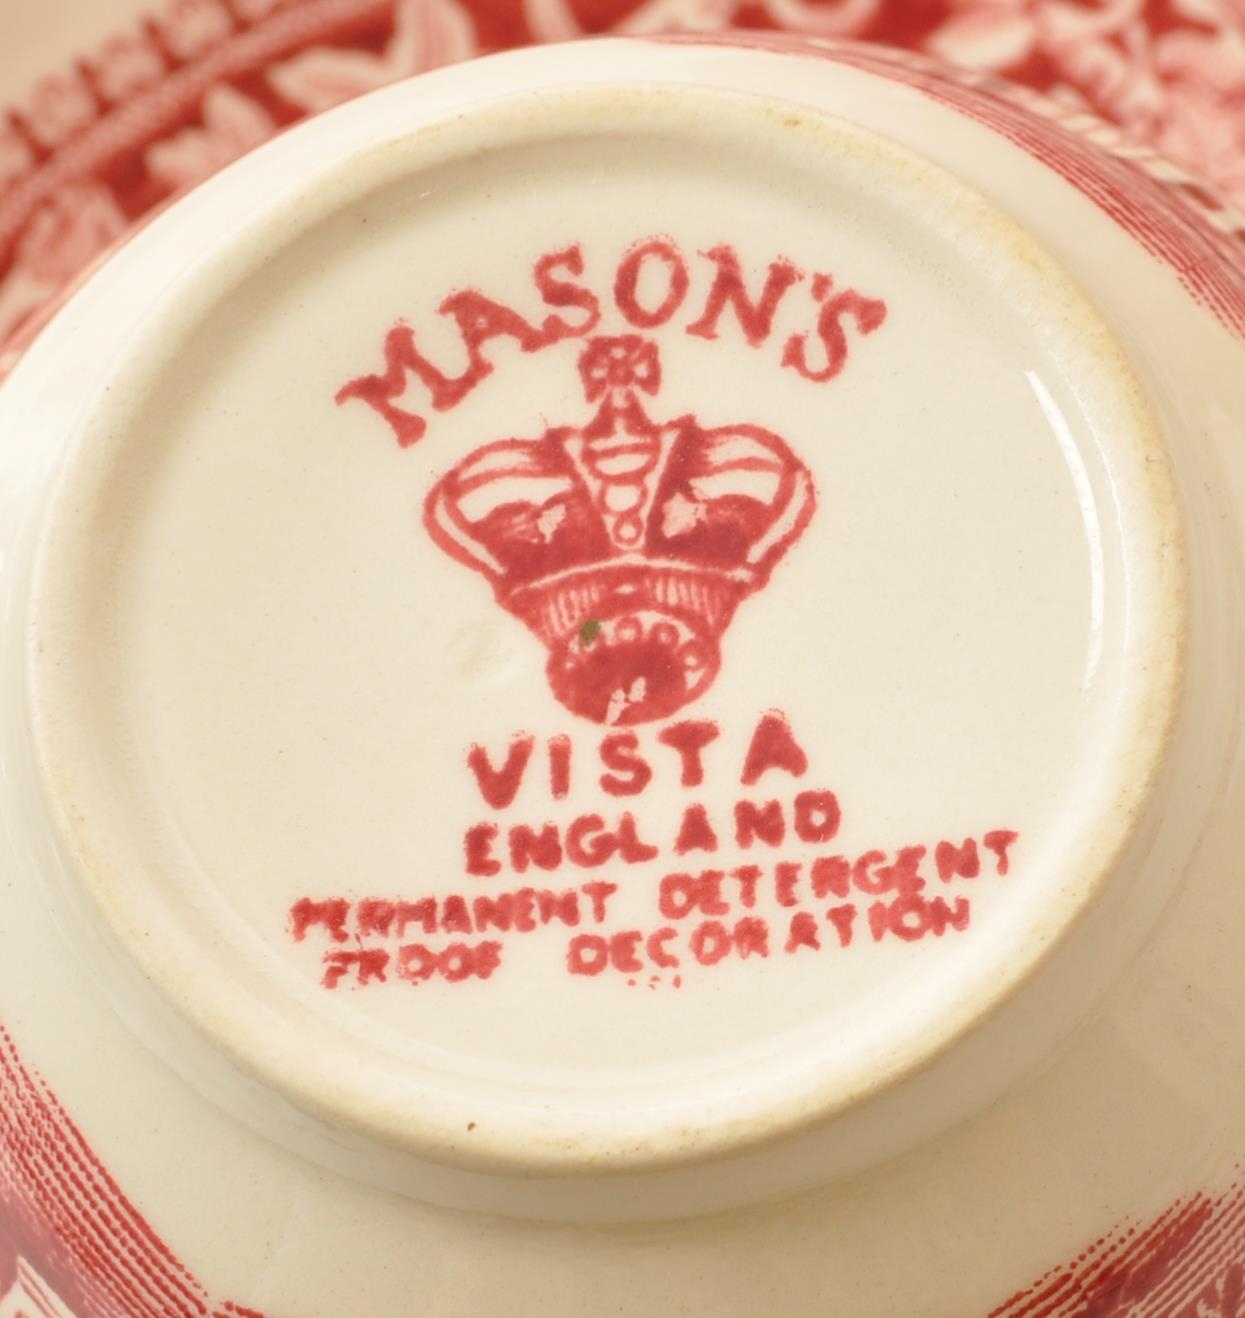 MASON'S
VISTA
ENGLAND
PERMANENT DETERGENT
PROOF DECORATION